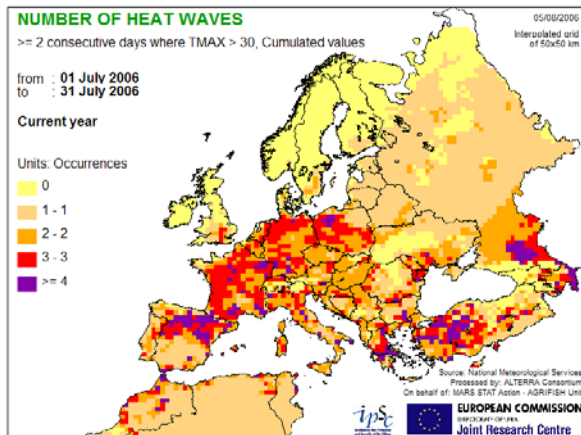 NUMBER OF HEAT WAVES
05/08/2006
>= 2 consecutive days where TMAX > 30, Cumulated values
Interpolated grid
of 50x50 km
from : 01 July 2006
to : 31 July 2006
Current year
Units: Occurrences
0
1 - 1
2 - 2
3 - 3
>= 4
Source: National Meteorological Services
Processed by: ALTERRA Consortium
On behalf of: MARS STAT Action - AGRIFISH Unit
ipsc
EUROPEAN COMMISSION
DIRECTORATE GENERAL
Joint Research Centre